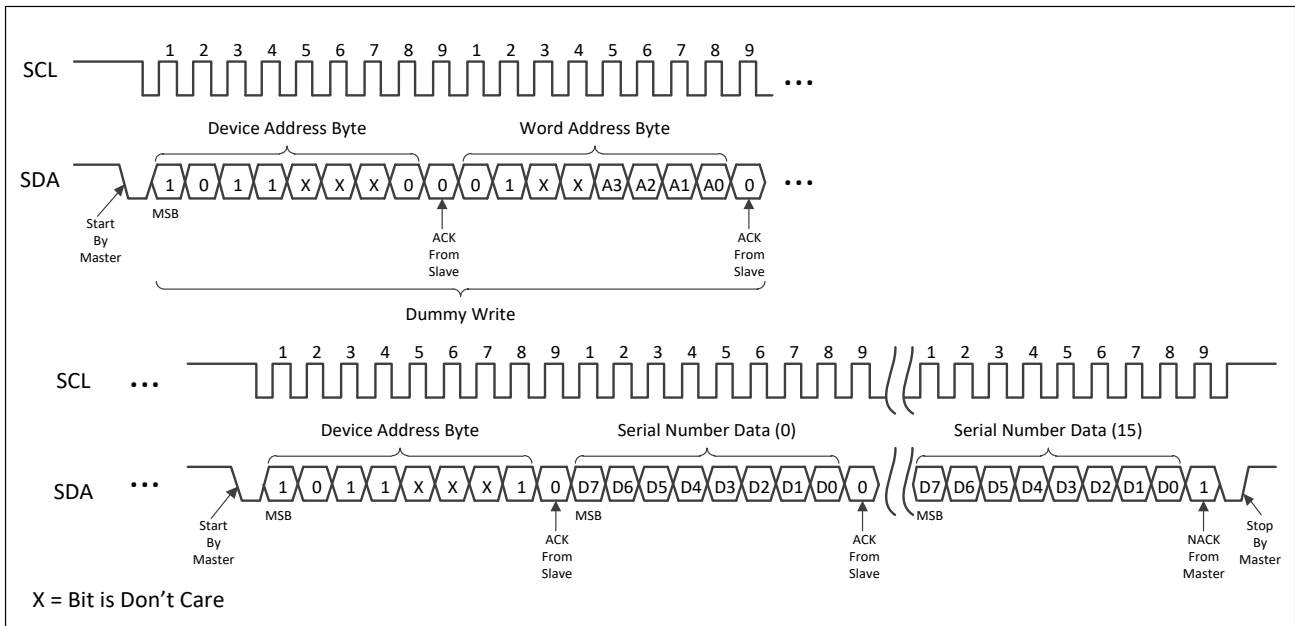 1 2 3 4 5 6 7 8 9 1 2 3 4 5 6 7 8 9
SCL ...
Device Address Byte Word Address Byte
SDA 1 0 1 1 X X X 0 0 0 1 X X A3 A2 A1 A0 0 ...
MSB
Start
By
Master
ACK
From
Slave
ACK
From
Slave
Dummy Write
1 2 3 4 5 6 7 8 9 1 2 3 4 5 6 7 8 9 1 2 3 4 5 6 7 8 9
SCL ...
Device Address Byte Serial Number Data (0) Serial Number Data (15)
SDA ... 1 0 1 1 X X X 1 0 D7 D6 D5 D4 D3 D2 D1 D0 0 D7 D6 D5 D4 D3 D2 D1 D0 1
MSB MSB MSB
Start
By
Master
ACK
From
Slave
ACK
From
Slave
NACK
From
Master
Stop
By
Master
X = Bit is Don't Care